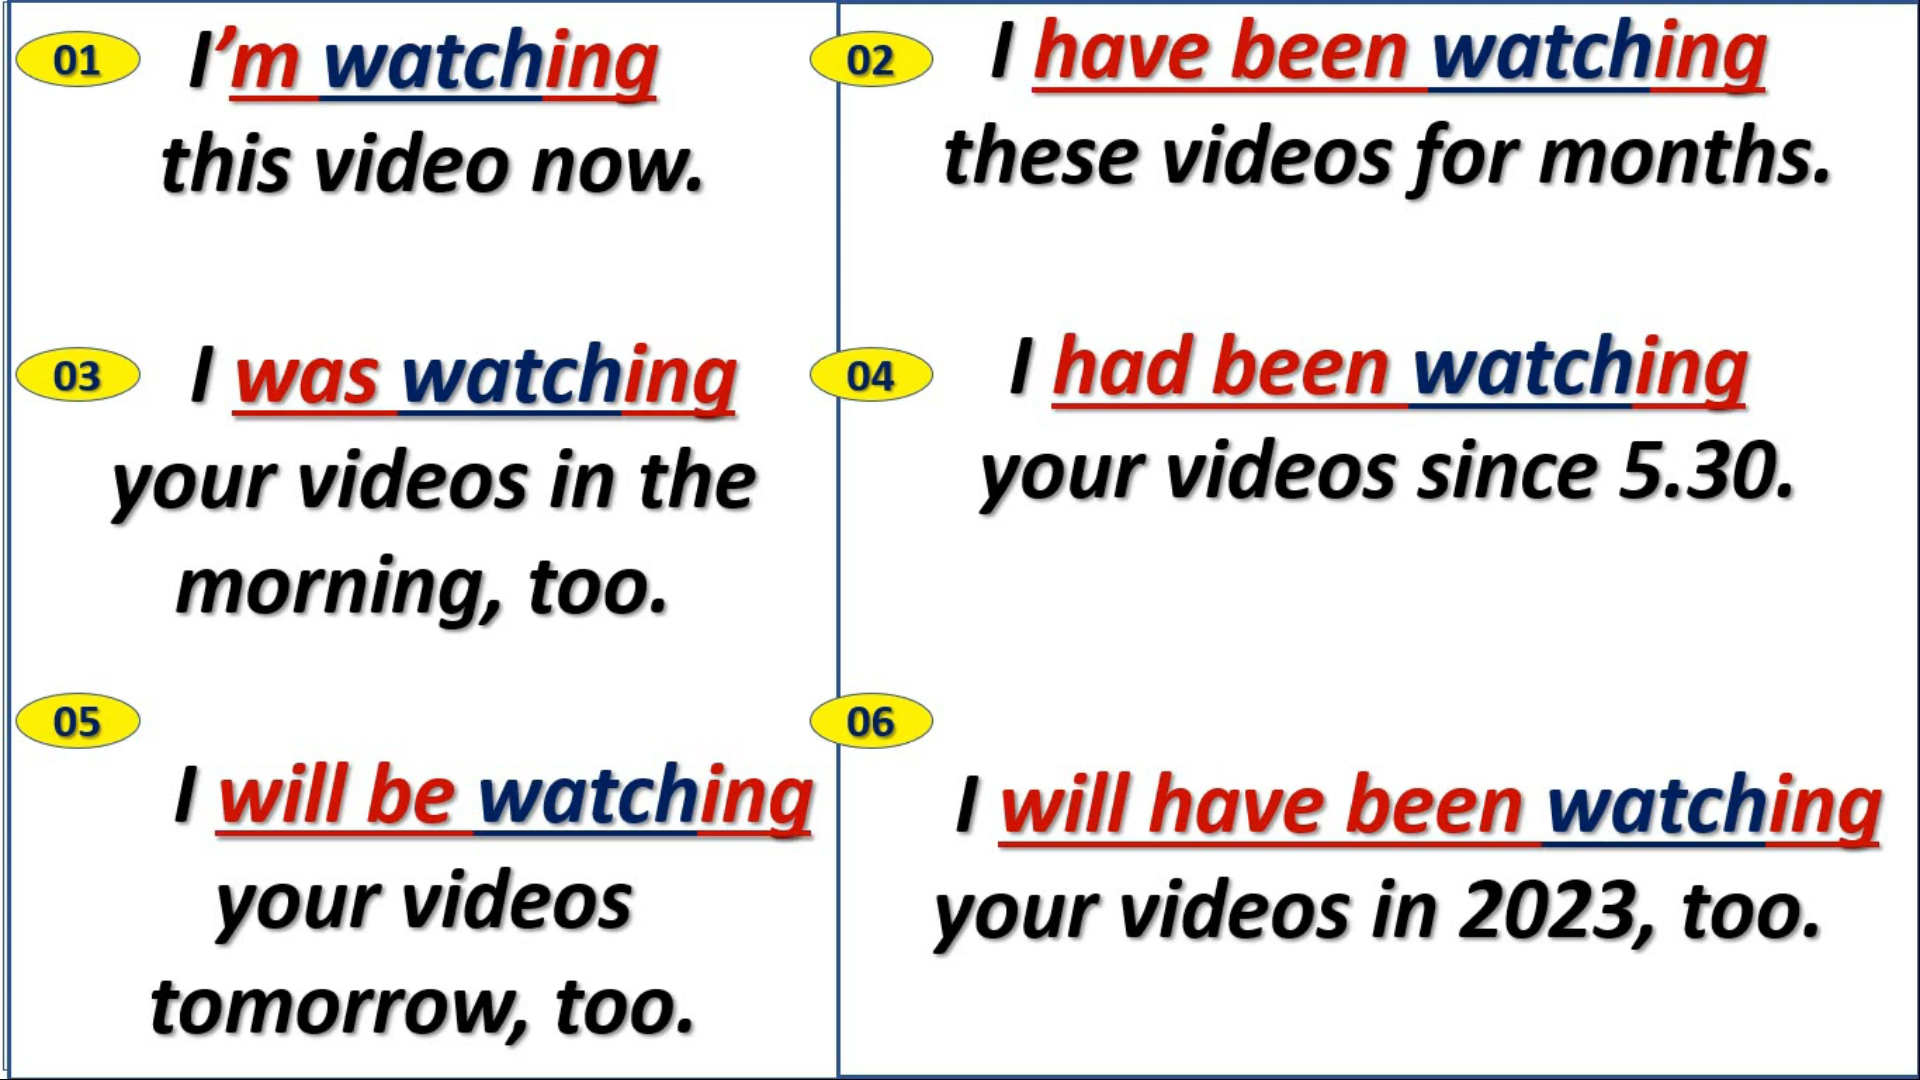 01
I’m watching
this video now.
02
I have been watching
these videos for months.
03
I was watching
your videos in the
morning, too.
04
I had been watching
your videos since 5.30.
05
I will be watching
your videos
tomorrow, too.
06
I will have been watching
your videos in 2023, too.